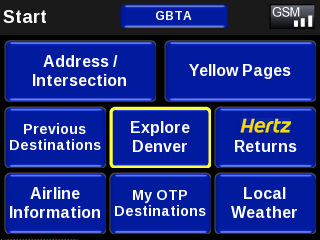 Start
GBTA
GSM
Address /
Intersection
Yellow Pages
Previous
Destinations
Explore
Denver
Hertz
Returns
Airline
Information
My OTP
Destinations
Local
Weather